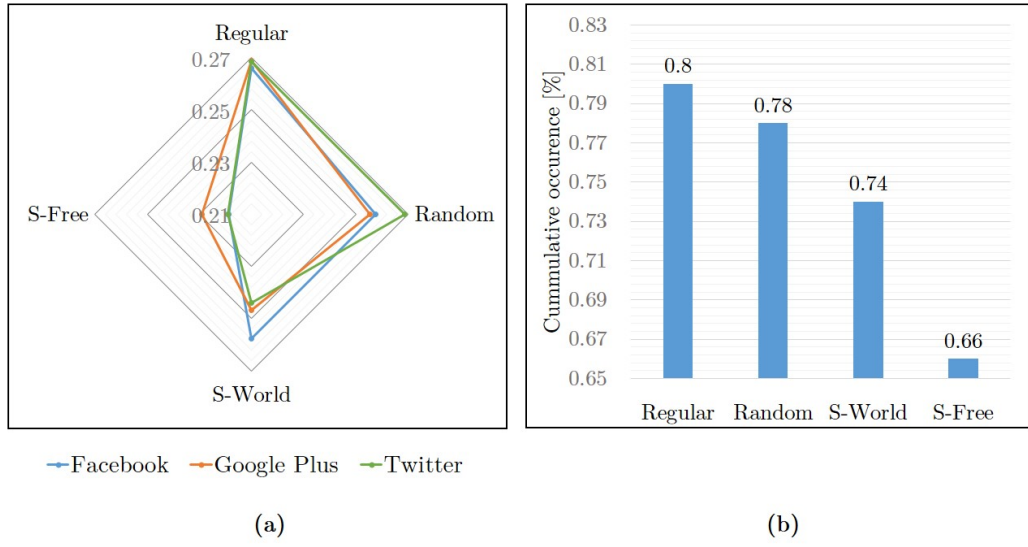 Regular
0.27
0.25
0.23
S-Free
0.21
Random
S-World
Facebook
Google Plus
Twitter
(a)
Cummulative occurence [%]
0.83
0.81
0.79
0.77
0.75
0.73
0.71
0.69
0.67
0.65
0.8
0.78
0.74
0.66
Regular
Random
S-World
S-Free
(b)